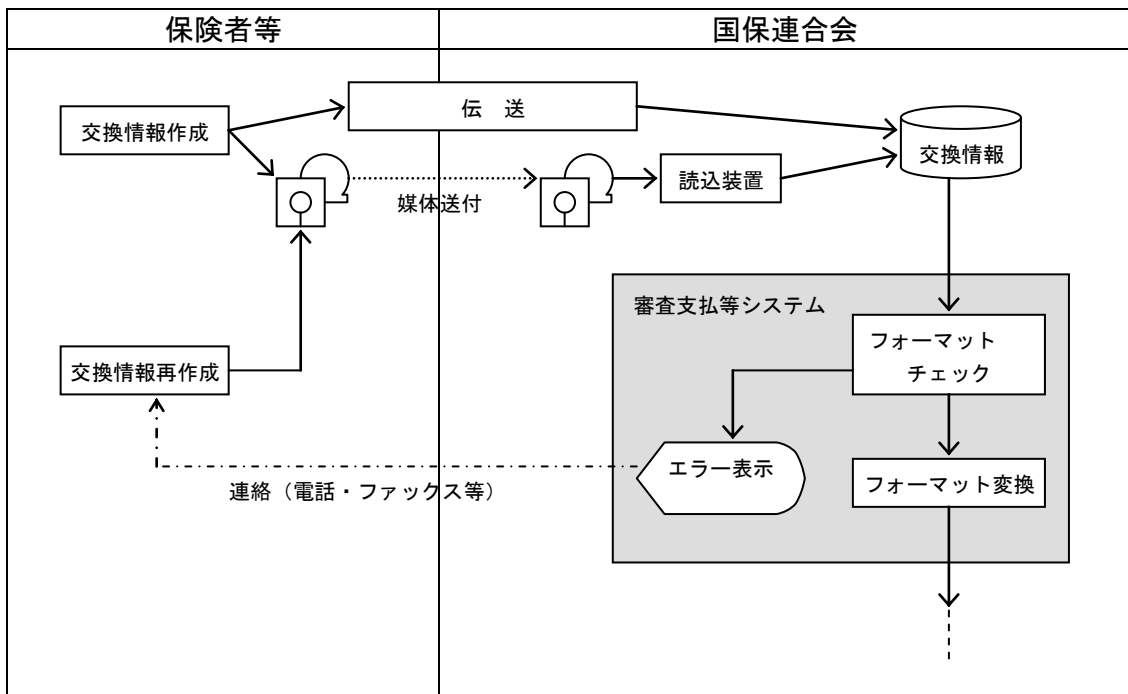 保険者等
国保連合会
伝　送
交換情報作成
交換情報
読込装置
媒体送付
審査支払等システム
フォーマット
チェック
交換情報再作成
エラー表示
フォーマット変換
連絡（電話・ファックス等）